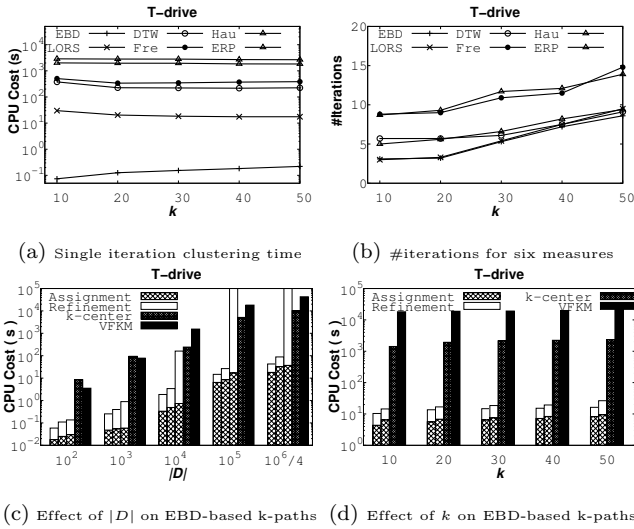 T-drive
EBD DTW Hau
LORS Fre ERP
CPU Cost (s)
10^5
10^4
10^3
10^2
10^1
10^0
10^-1
10 20 30 40 50
k
(a) Single iteration clustering time
T-drive
EBD DTW Hau
LORS Fre ERP
#Iterations
20
15
10
5
0
10 20 30 40 50
k
(b) #iterations for six measures
T-drive
Assignment
Refinement
k-center
VFKM
CPU Cost (s)
10^5
10^4
10^3
10^2
10^1
10^0
10^-1
10^-2
10^2 10^3 10^4 10^5 10^6/4
|D|
(c) Effect of |D| on EBD-based k-paths
T-drive
Assignment k-center
Refinement VFKM
CPU Cost (s)
10^5
10^4
10^3
10^2
10^1
10^0
10 20 30 40 50
k
(d) Effect of k on EBD-based k-paths